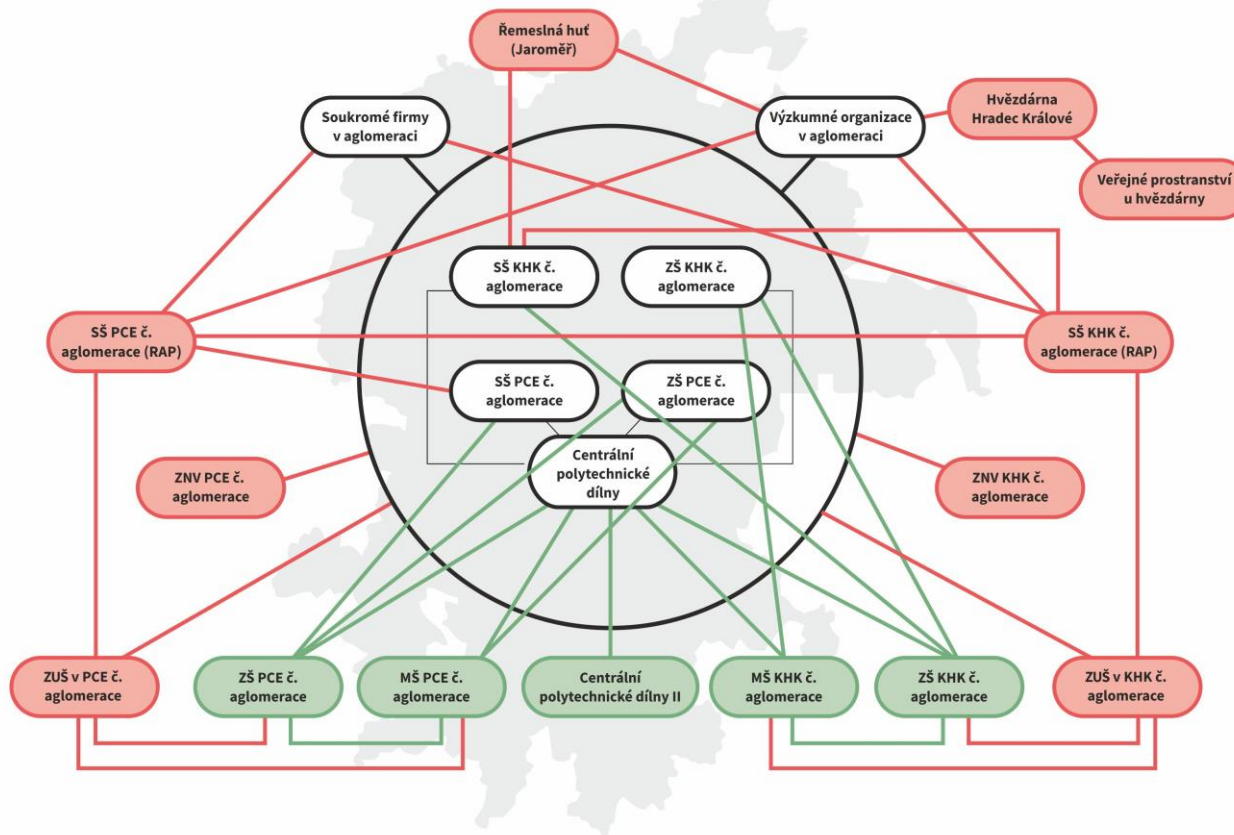 Řemeslná huť
(Jaroměř)
Soukromé firmy
v aglomeraci
Výzkumné organizace
v aglomeraci
Hvězdárna
Hradec Králové
Veřejné prostranství
u hvězdárny
SŠ KHK č.
aglomerace
ZŠ KHK č.
aglomerace
SŠ PCE č.
aglomerace (RAP)
SŠ KHK č.
aglomerace (RAP)
SŠ PCE č.
aglomerace
ZŠ PCE č.
aglomerace
Centrální
polytechnické
dílny
ZNV PCE č.
aglomerace
ZNV KHK č.
aglomerace
ZUŠ v PCE č.
aglomerace
ZŠ PCE č.
aglomerace
MŠ PCE č.
aglomerace
Centrální
polytechnické dílny II
MŠ KHK č.
aglomerace
ZŠ KHK č.
aglomerace
ZUŠ v KHK č.
aglomerace